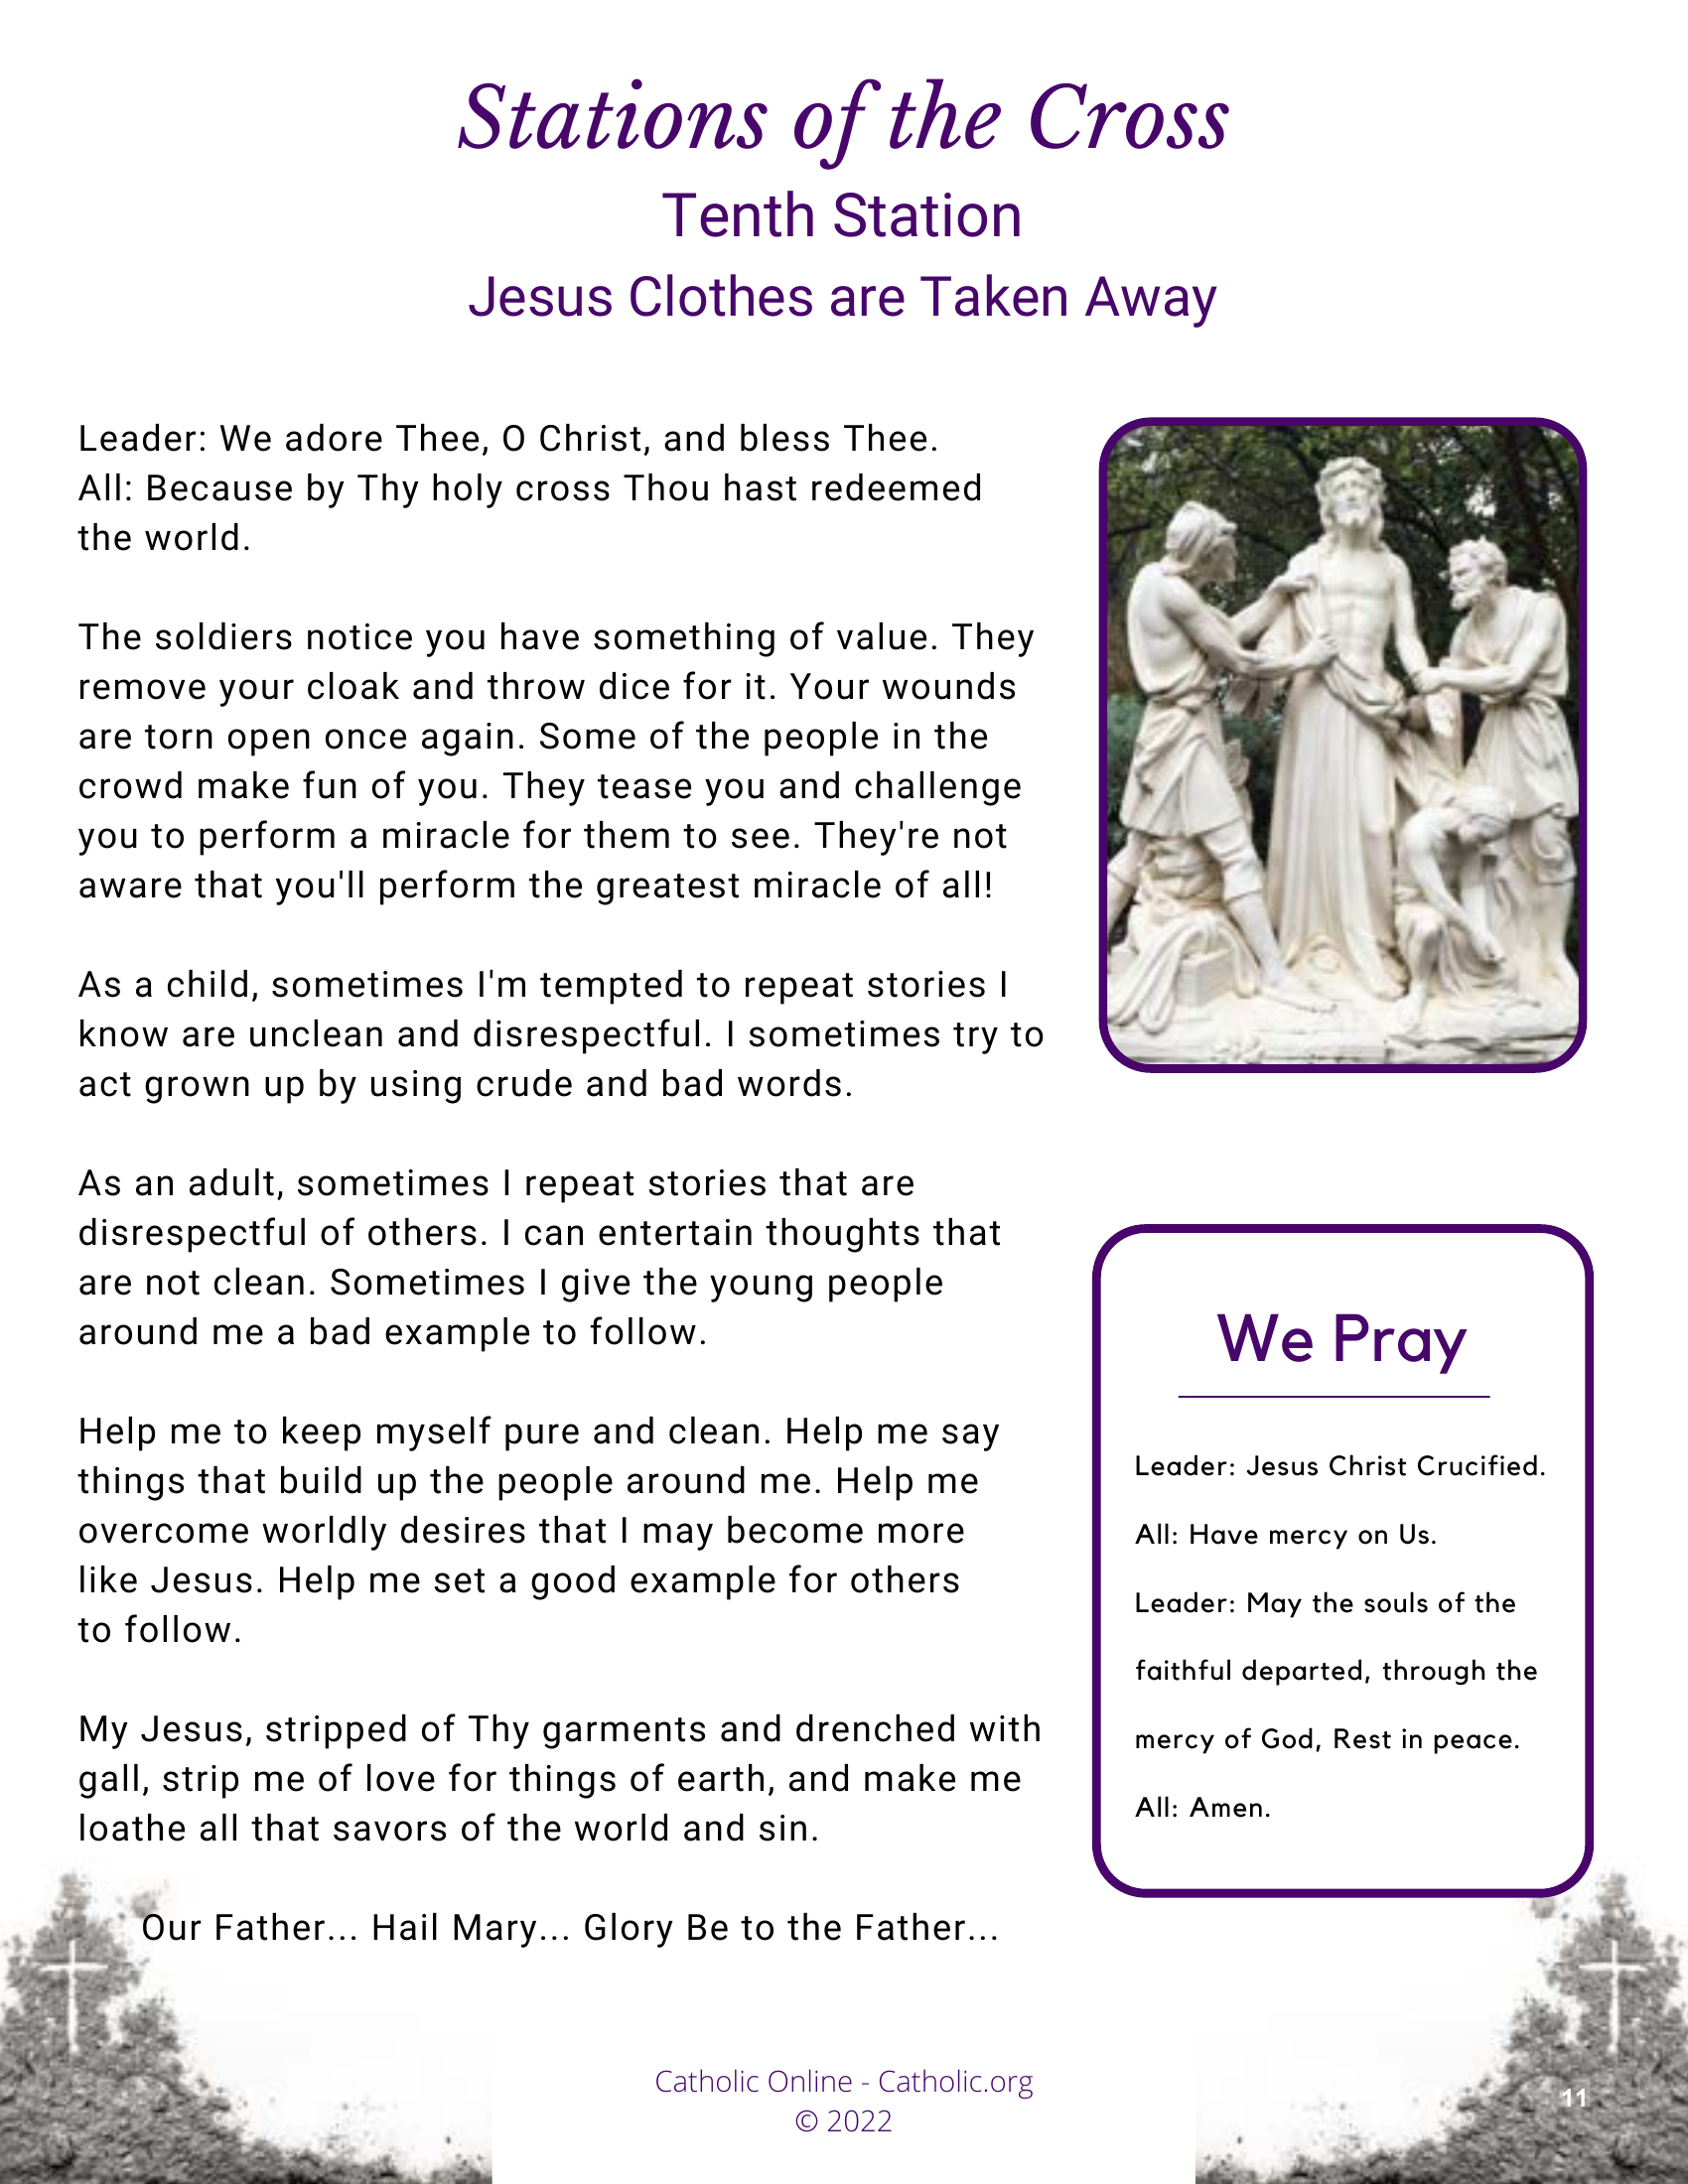 Stations of the Cross
Tenth Station
Jesus Clothes are Taken Away
Leader: We adore Thee, O Christ, and bless Thee.
All: Because by Thy holy cross Thou hast redeemed
the world.
The soldiers notice you have something of value. They
remove your cloak and throw dice for it. Your wounds
are torn open once again. Some of the people in the
crowd make fun of you. They tease you and challenge
you to perform a miracle for them to see. They're not
aware that you'll perform the greatest miracle of all!
As a child, sometimes I'm tempted to repeat stories I
know are unclean and disrespectful. I sometimes try to
act grown up by using crude and bad words.
As an adult, sometimes I repeat stories that are
disrespectful of others. I can entertain thoughts that
are not clean. Sometimes I give the young people
around me a bad example to follow.
Help me to keep myself pure and clean. Help me say
things that build up the people around me. Help me
overcome worldly desires that I may become more
like Jesus. Help me set a good example for others
to follow.
My Jesus, stripped of Thy garments and drenched with
gall, strip me of love for things of earth, and make me
loathe all that savors of the world and sin.
Our Father... Hail Mary... Glory Be to the Father...
We Pray
Leader: Jesus Christ Crucified.
All: Have mercy on Us.
Leader: May the souls of the
faithful departed, through the
mercy of God, Rest in peace.
All: Amen.
Catholic Online - Catholic.org
© 2022
11